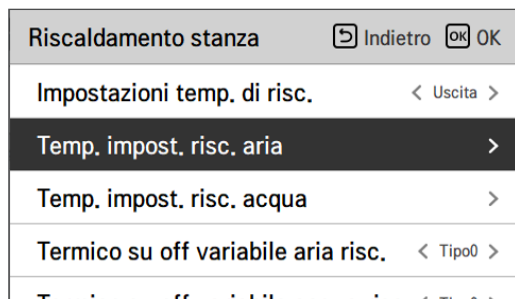 Riscaldamento stanza Indietro OK OK
Impostazioni temp. di risc. < Uscita >
Temp. impost. risc. aria >
Temp. impost. risc. acqua >
Termico su off variabile aria risc. < Tipo0 >